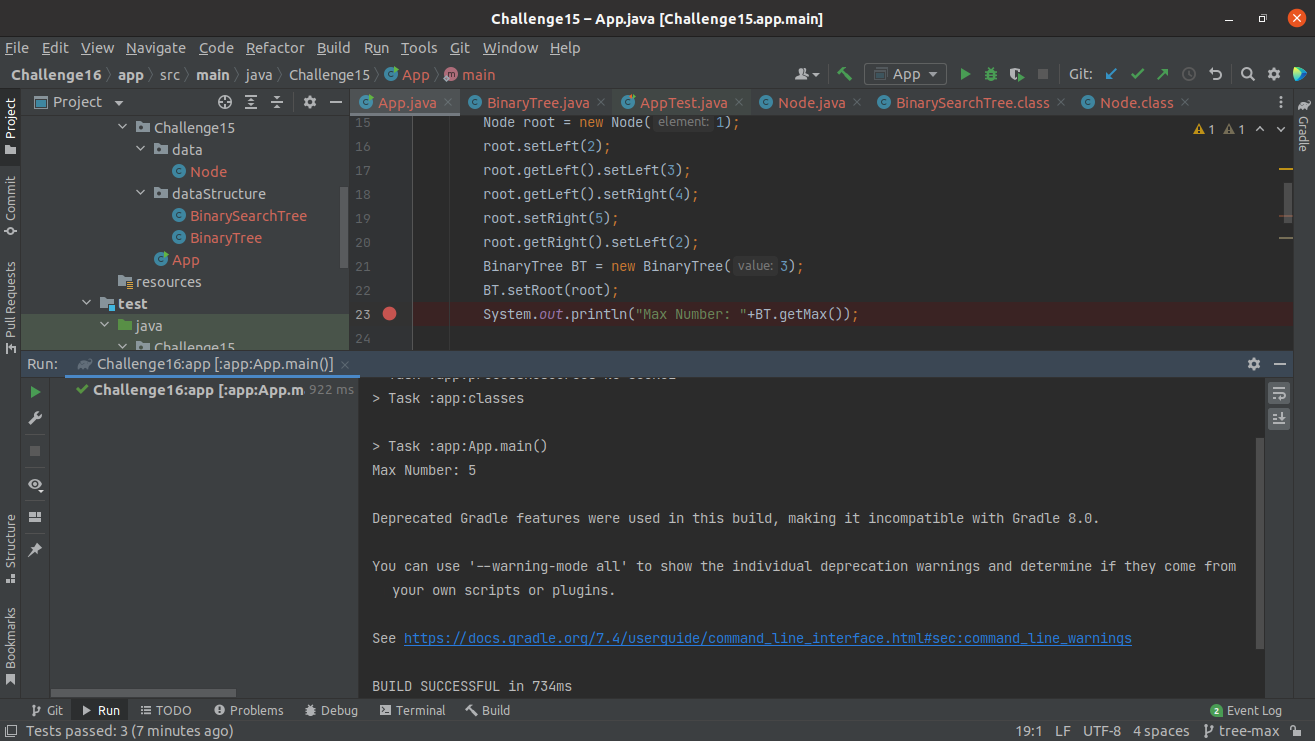 Challenge15 – App.java [Challenge15.app.main]
File Edit View Navigate Code Refactor Build Run Tools Git Window Help
Challenge16 app src main java Challenge15 App main App Git:
Project
App.java BinaryTree.java AppTest.java Node.java BinarySearchTree.class Node.class
Project
Commit
Pull Requests
Structure
Bookmarks
Gradle
Challenge15
data
Node
dataStructure
BinarySearchTree
BinaryTree
App
resources
test
java
Challenge15
1 1
15 Node root = new Node( element: 1);
16 root.setLeft(2);
17 root.getLeft().setLeft(3);
18 root.getLeft().setRight(4);
19 root.setRight(5);
20 root.getRight().setLeft(2);
21 BinaryTree BT = new BinaryTree( value: 3);
22 BT.setRoot(root);
23 System.out.println("Max Number: "+BT.getMax());
24
Run: Challenge16:app [:app:App.main()]
Challenge16:app [:app:App.m 922 ms
> Task :app:classes
> Task :app:App.main()
Max Number: 5
Deprecated Gradle features were used in this build, making it incompatible with Gradle 8.0.
You can use '--warning-mode all' to show the individual deprecation warnings and determine if they come from
your own scripts or plugins.
See https://docs.gradle.org/7.4/userguide/command_line_interface.html#sec:command_line_warnings
BUILD SUCCESSFUL in 734ms
Git Run TODO Problems Debug Terminal Build 2 Event Log
Tests passed: 3 (7 minutes ago) 19:1 LF UTF-8 4 spaces tree-max